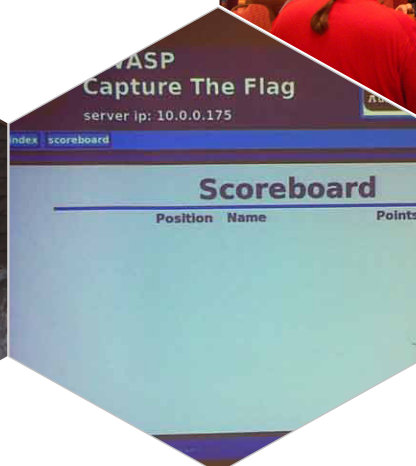 WASP
Capture The Flag
server ip: 10.0.0.175
index scoreboard
Scoreboard
Position Name Points